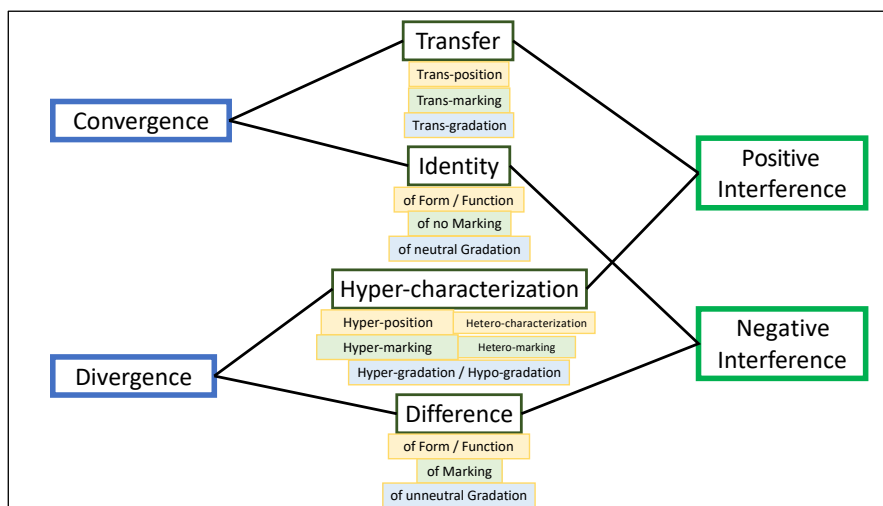 Transfer
Trans-position
Trans-marking
Trans-gradation
Convergence
Identity
of Form / Function
of no Marking
of neutral Gradation
Positive
Interference
Hyper-characterization
Hyper-position
Hetero-characterization
Hyper-marking
Hetero-marking
Hyper-gradation / Hypo-gradation
Divergence
Negative
Interference
Difference
of Form / Function
of Marking
of unneutral Gradation